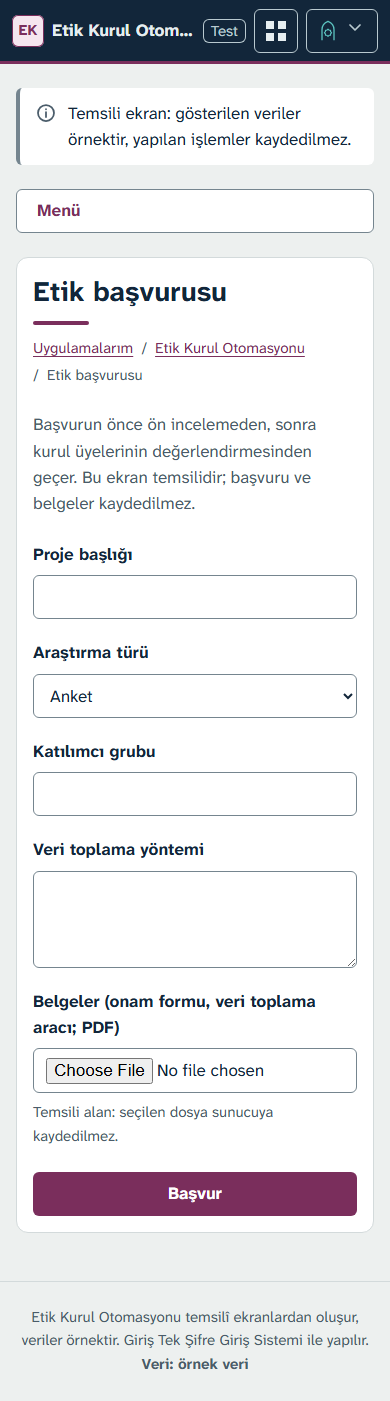 EK Etik Kurul Otom... Test
Temsili ekran: gösterilen veriler
örnektir, yapılan işlemler kaydedilmez.
Menü
Etik başvurusu
Uygulamalarım / Etik Kurul Otomasyonu
/ Etik başvurusu
Başvurun önce ön incelemeden, sonra
kurul üyelerinin değerlendirmesinden
geçer. Bu ekran temsilidir; başvuru ve
belgeler kaydedilmez.
Proje başlığı
Araştırma türü
Anket
Katılımcı grubu
Veri toplama yöntemi
Belgeler (onam formu, veri toplama
aracı; PDF)
Choose File No file chosen
Temsili alan: seçilen dosya sunucuya
kaydedilmez.
Başvur
Etik Kurul Otomasyonu temsilî ekranlardan oluşur,
veriler örnektir. Giriş Tek Şifre Giriş Sistemi ile yapılır.
Veri: örnek veri